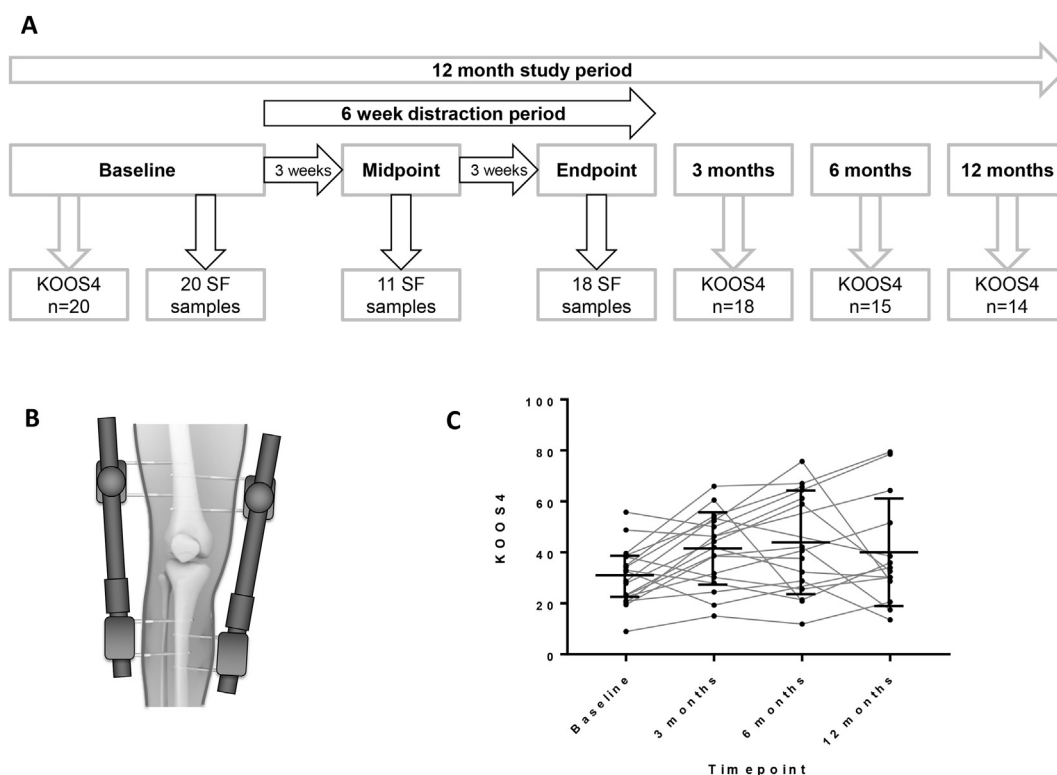 A
12 month study period
6 week distraction period
Baseline
3 weeks
Midpoint
3 weeks
Endpoint
3 months
6 months
12 months
KOOS4
n=20
20 SF
samples
11 SF
samples
18 SF
samples
KOOS4
n=18
KOOS4
n=15
KOOS4
n=14
B
C
100
80
60
40
20
0
KOOS4
Baseline
3 months
6 months
12 months
Timepoint